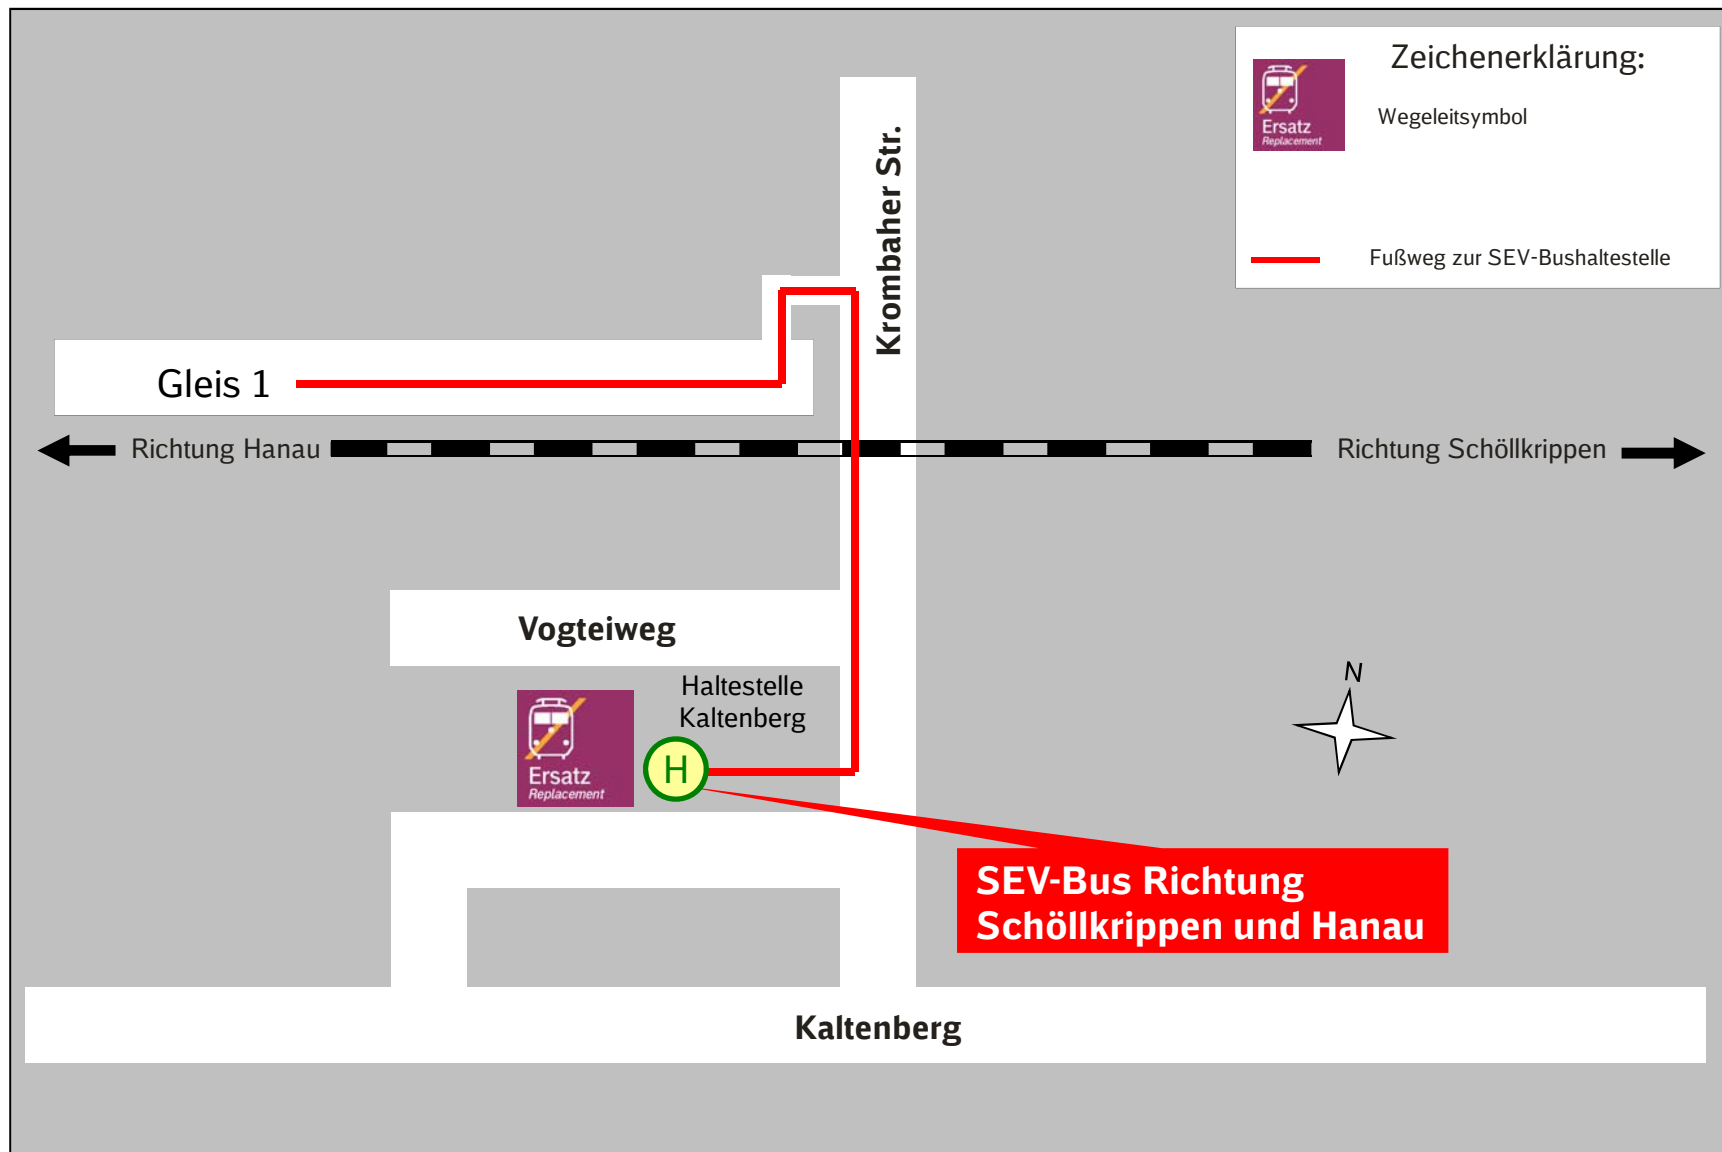 Zeichenerklärung:
Ersatz
Replacement
Wegeleitsymbol
Fußweg zur SEV-Bushaltestelle
Krombaher Str.
Gleis 1
Richtung Hanau
Richtung Schöllkrippen
Vogteiweg
Haltestelle
Kaltenberg
Ersatz
Replacement
H
N
SEV-Bus Richtung
Schöllkrippen und Hanau
Kaltenberg